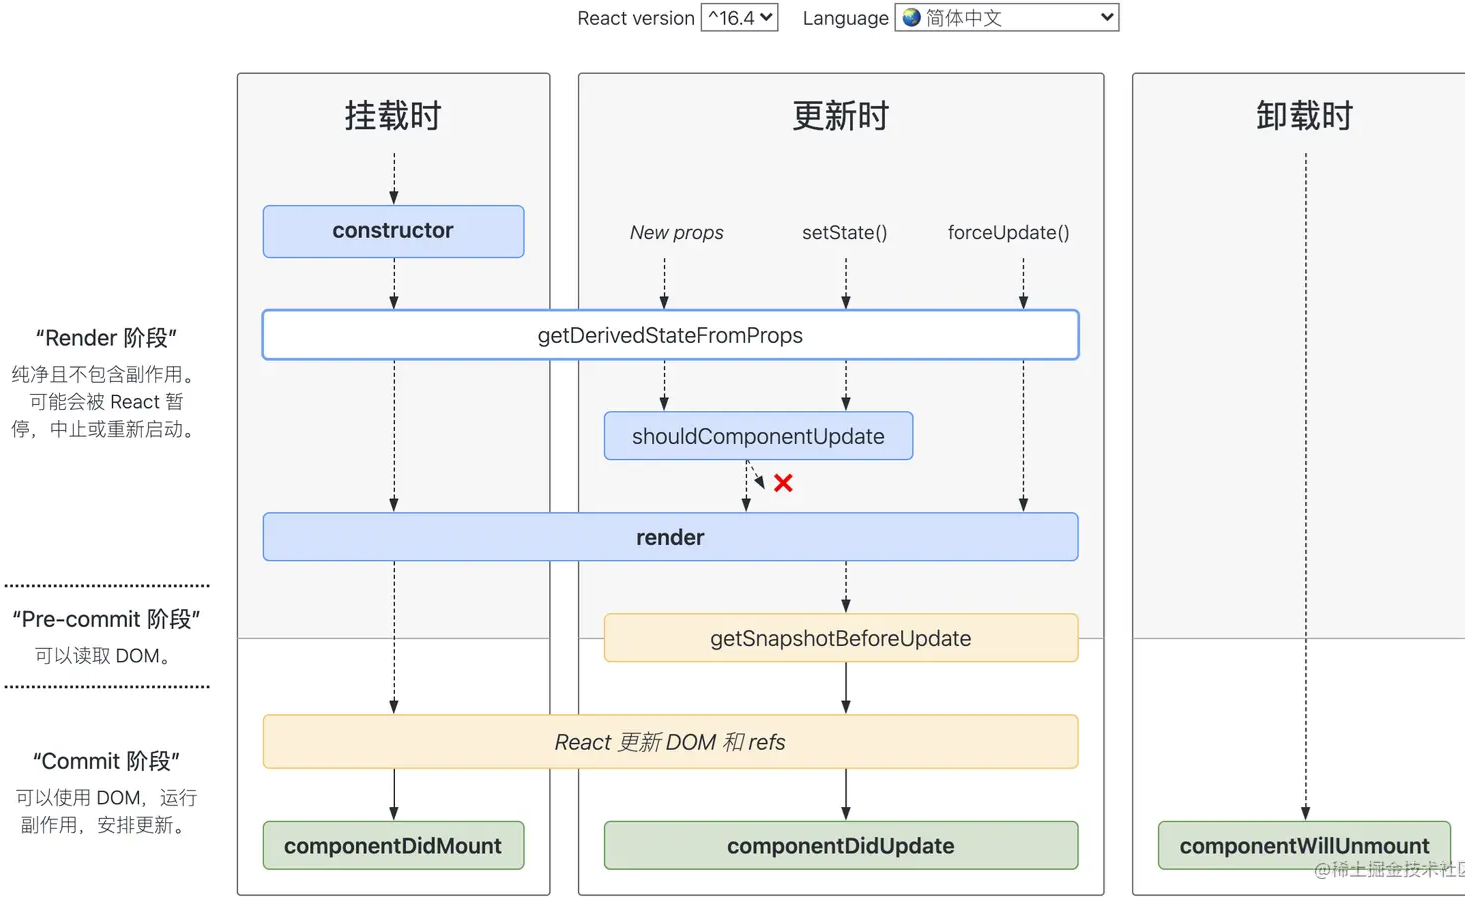 React version ^16.4 Language 简体中文
挂载时
更新时
卸载时
constructor
New props
setState()
forceUpdate()
“Render 阶段”
纯净且不包含副作用。
可能会被 React 暂
停，中止或重新启动。
getDerivedStateFromProps
shouldComponentUpdate
render
“Pre-commit 阶段”
可以读取 DOM。
getSnapshotBeforeUpdate
“Commit 阶段”
可以使用 DOM，运行
副作用，安排更新。
React 更新 DOM 和 refs
componentDidMount
componentDidUpdate
componentWillUnmount
@稀土掘金技术社区